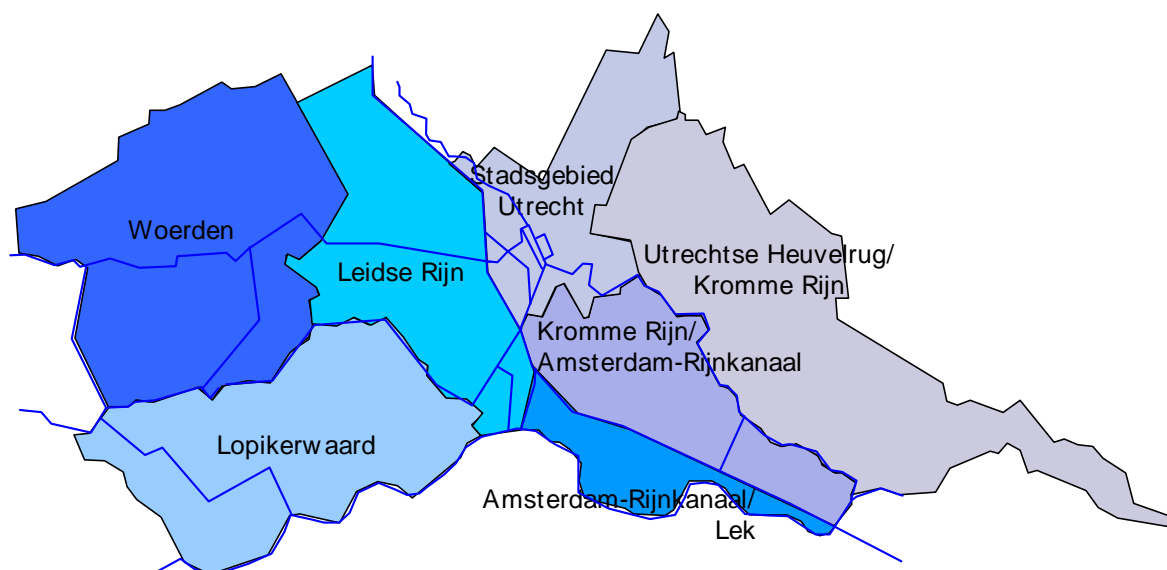 Stadsgebied
Utrecht
Woerden
Utrechtse Heuvelrug/
Kromme Rijn
Leidse Rijn
Kromme Rijn/
Amsterdam-Rijnkanaal
Lopikerwaard
Amsterdam-Rijnkanaal/
Lek